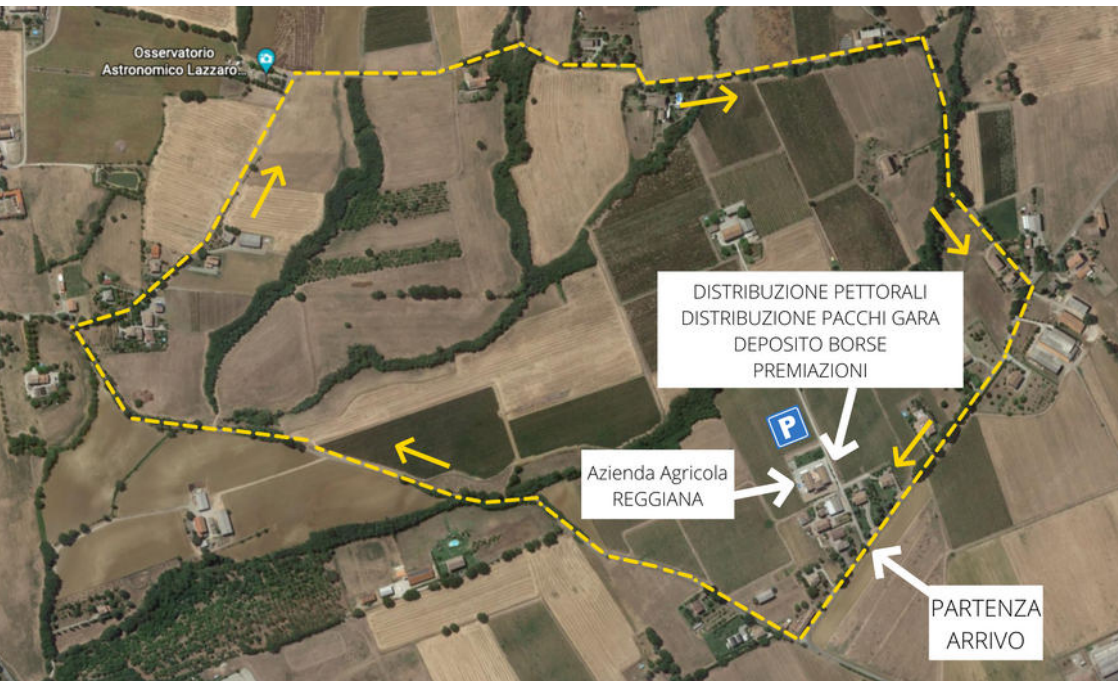 Osservatorio
Astronomico Lazzaro...
DISTRIBUZIONE PETTORALI
DISTRIBUZIONE PACCHI GARA
DEPOSITO BORSE
PREMIAZIONI
P
Azienda Agricola
REGGIANA
PARTENZA
ARRIVO